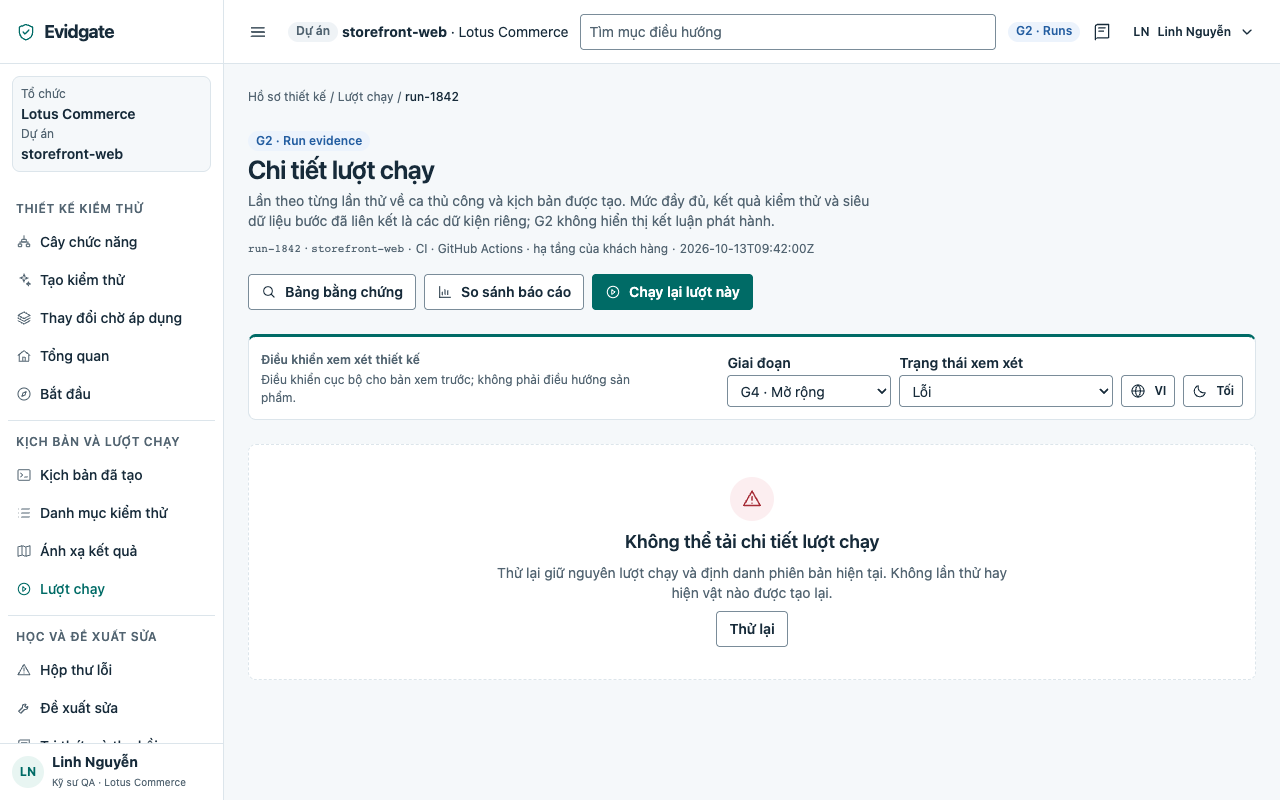 Evidgate
Dự án storefront-web · Lotus Commerce
Tìm mục điều hướng
G2 · Runs
LN Linh Nguyễn
Tổ chức
Lotus Commerce
Dự án
storefront-web
THIẾT KẾ KIỂM THỬ
Cây chức năng
Tạo kiểm thử
Thay đổi chờ áp dụng
Tổng quan
Bắt đầu
KỊCH BẢN VÀ LƯỢT CHẠY
Kịch bản đã tạo
Danh mục kiểm thử
Ánh xạ kết quả
Lượt chạy
HỌC VÀ ĐỀ XUẤT SỬA
Hộp thư lỗi
Đề xuất sửa
LN
Linh Nguyễn
Kỹ sư QA · Lotus Commerce
Hồ sơ thiết kế / Lượt chạy / run-1842
G2 · Run evidence
Chi tiết lượt chạy
Lần theo từng lần thử về ca thủ công và kịch bản được tạo. Mức đầy đủ, kết quả kiểm thử và siêu
dữ liệu bước đã liên kết là các dữ kiện riêng; G2 không hiển thị kết luận phát hành.
run-1842 · storefront-web · CI · GitHub Actions · hạ tầng của khách hàng · 2026-10-13T09:42:00Z
Bảng bằng chứng
So sánh báo cáo
Chạy lại lượt này
Điều khiển xem xét thiết kế
Điều khiển cục bộ cho bản xem trước; không phải điều hướng sản
phẩm.
Giai đoạn
G4 · Mở rộng
Trạng thái xem xét
Lỗi
VI
Tối
Không thể tải chi tiết lượt chạy
Thử lại giữ nguyên lượt chạy và định danh phiên bản hiện tại. Không lần thử hay
hiện vật nào được tạo lại.
Thử lại